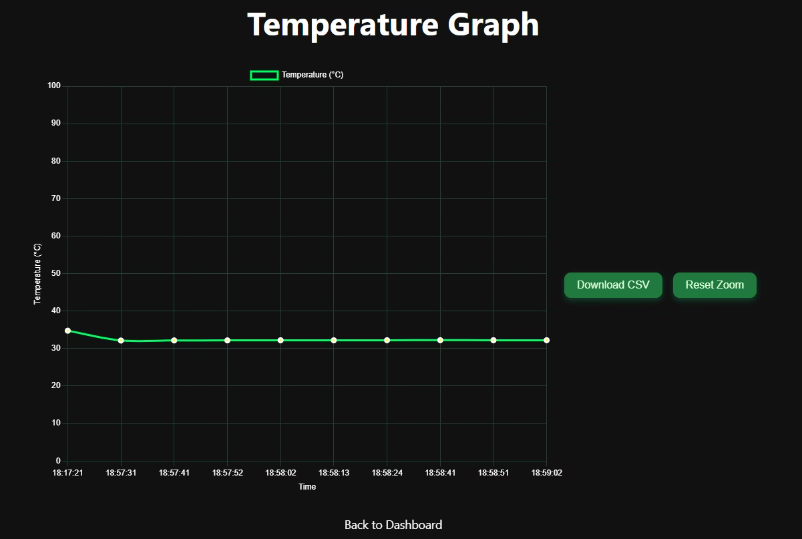 Temperature Graph
Temperature (°C)
100
90
80
70
60
50
40
30
20
10
0
Temperature (°C)
18:17:21 18:57:31 18:57:41 18:57:52 18:58:02 18:58:13 18:58:24 18:58:41 18:58:51 18:59:02
Time
Download CSV Reset Zoom
Back to Dashboard